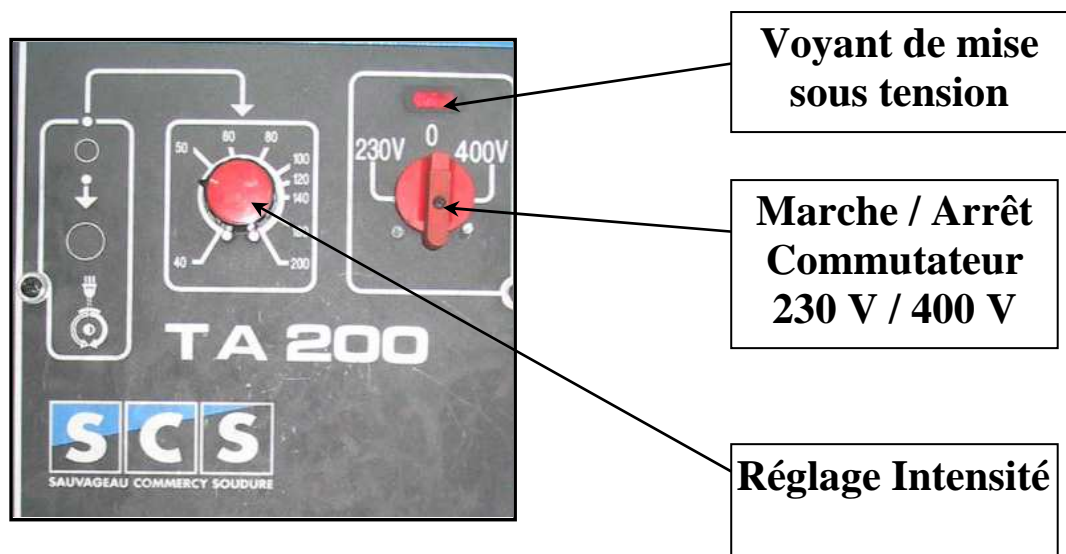 Voyant de mise
sous tension
Marche / Arrêt
Commutateur
230 V / 400 V
Réglage Intensité
230V
0
400V
40
50
60
80
100
120
140
200
TA 200
SCS
SAUVAGEAU COMMERCY SOUDURE